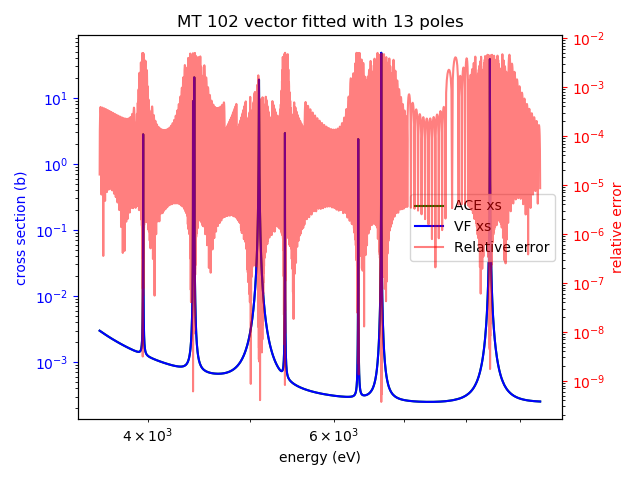 MT 102 vector fitted with 13 poles
10⁻²
10⁻³
10⁻⁴
10⁻⁵
10⁻⁶
10⁻⁷
10⁻⁸
10⁻⁹
relative error
10¹
10⁰
10⁻¹
10⁻²
10⁻³
cross section (b)
ACE xs
VF xs
Relative error
4 × 10³
6 × 10³
energy (eV)